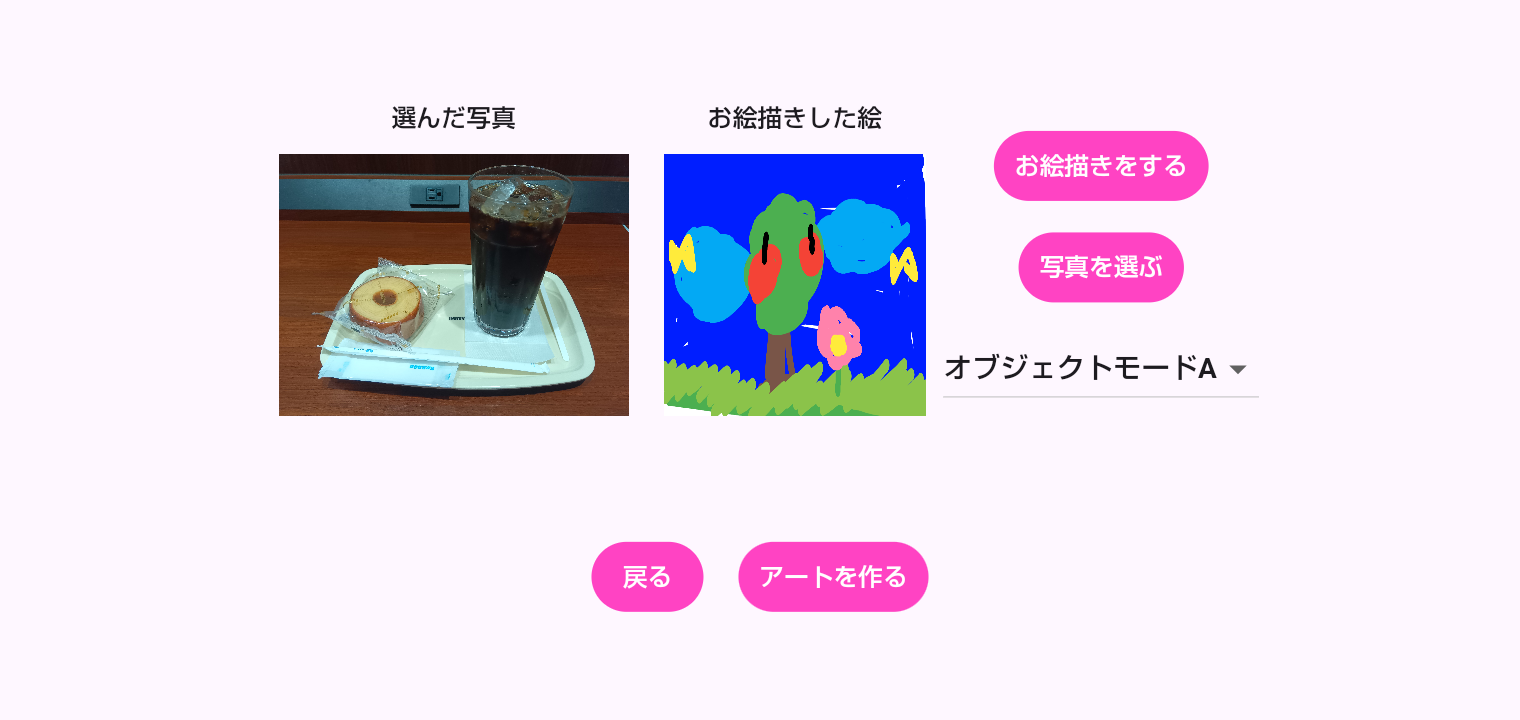 選んだ写真
お絵描きした絵
お絵描きをする
写真を選ぶ
オブジェクトモードA
戻る
アートを作る